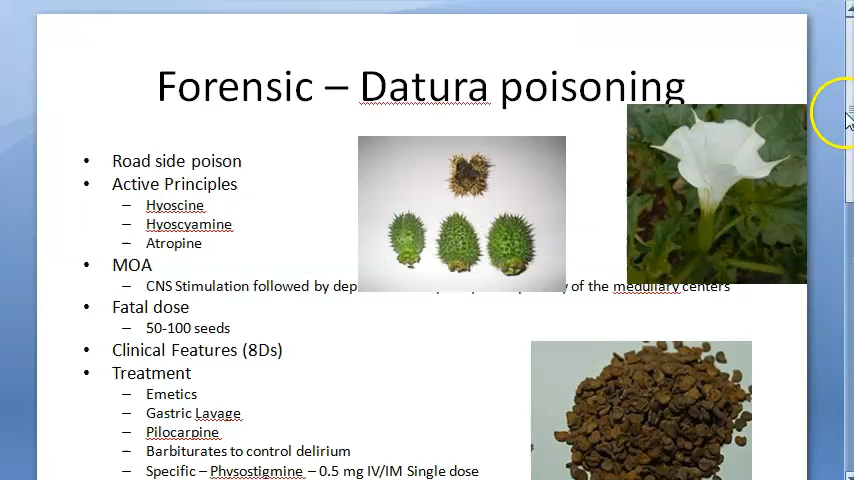 Forensic – Datura poisoning
• Road side poison
• Active Principles
– Hyoscine
– Hyoscyamine
– Atropine
• MOA
– CNS Stimulation followed by dep y of the medullary centers
• Fatal dose
– 50-100 seeds
• Clinical Features (8Ds)
• Treatment
– Emetics
– Gastric Lavage
– Pilocarpine
– Barbiturates to control delirium
– Specific – Physostigmine – 0.5 mg IV/IM Single dose